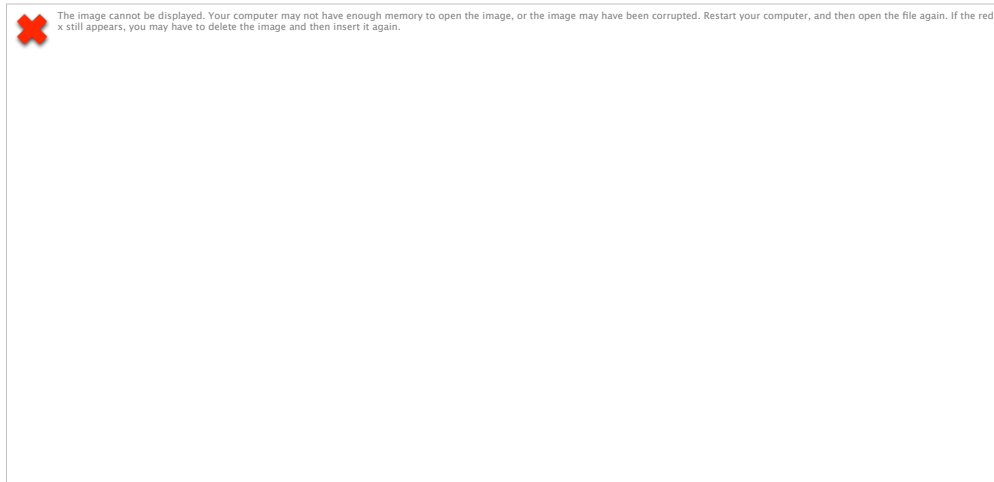 The image cannot be displayed. Your computer may not have enough memory to open the image, or the image may have been corrupted. Restart your computer, and then open the file again. If the red
x still appears, you may have to delete the image and then insert it again.